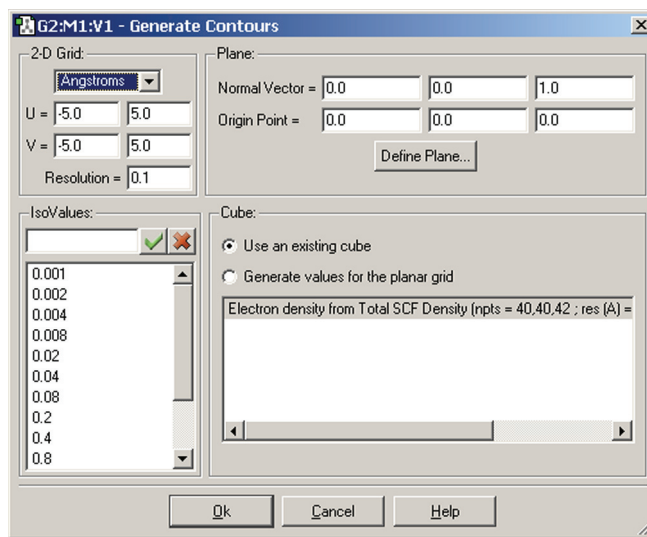 G2:M1:V1 - Generate Contours
2-D Grid:
Angstroms
U = -5.0 5.0
V = -5.0 5.0
Resolution = 0.1
Plane:
Normal Vector = 0.0 0.0 1.0
Origin Point = 0.0 0.0 0.0
Define Plane...
IsoValues:
0.001
0.002
0.004
0.008
0.02
0.04
0.08
0.2
0.4
0.8
Cube:
Use an existing cube
Generate values for the planar grid
Electron density from Total SCF Density (npts = 40,40,42 ; res (A) =
Ok Cancel Help